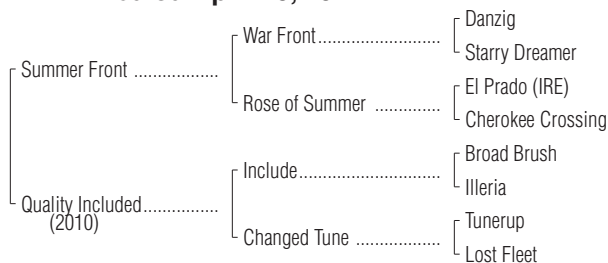 Danzig
War Front
Starry Dreamer
Summer Front
El Prado (IRE)
Rose of Summer
Cherokee Crossing
Broad Brush
Include
Illeria
Quality Included
(2010)
Tunerup
Changed Tune
Lost Fleet